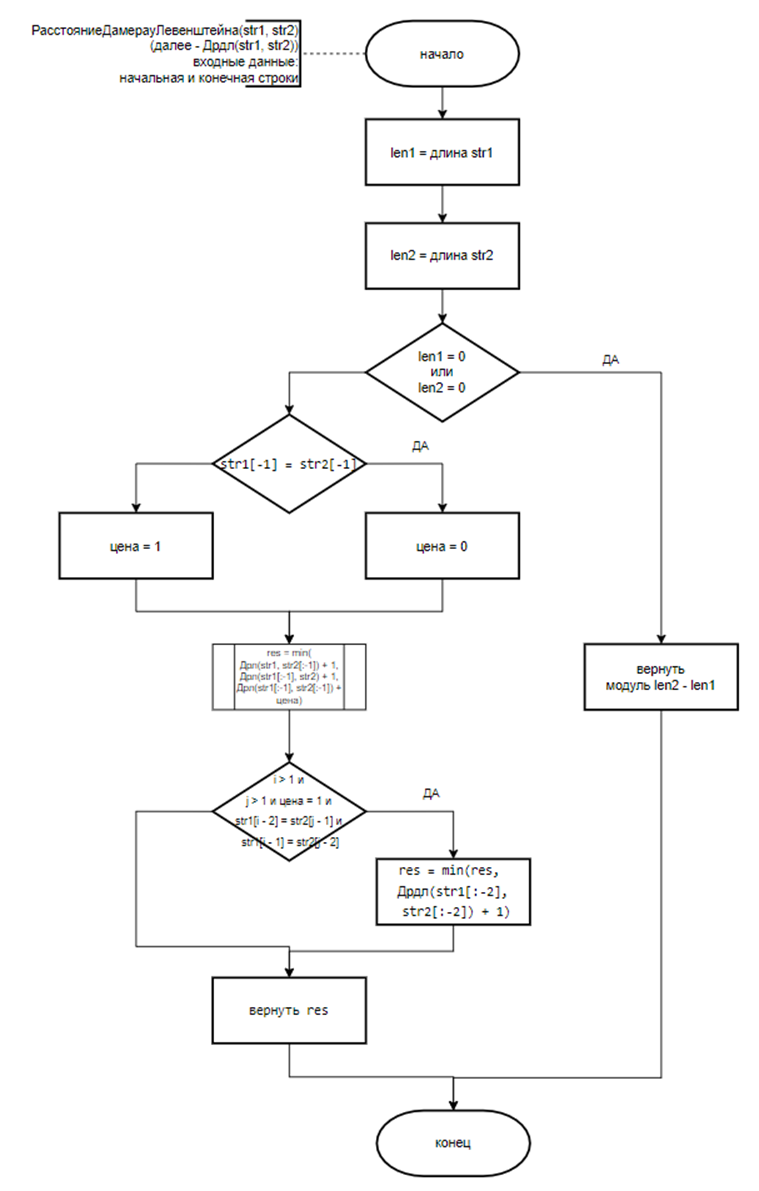 РасстояниеДамерауЛевенштейна(str1, str2)
(далее - Дрдл(str1, str2))
входные данные:
начальная и конечная строки
начало
len1 = длина str1
len2 = длина str2
len1 = 0
или
len2 = 0
ДА
str1[-1] = str2[-1]
ДА
цена = 1
цена = 0
res = min(
Дрл(str1, str2[:-1]) + 1,
Дрл(str1[:-1], str2) + 1,
Дрл(str1[:-1], str2[:-1]) +
цена)
вернуть
модуль len2 - len1
i > 1 и
j > 1 и цена = 1 и
str1[i - 2] = str2[j - 1] и
str1[i - 1] = str2[j - 2]
ДА
res = min(res,
Дрдл(str1[:-2],
str2[:-2]) + 1)
вернуть res
конец